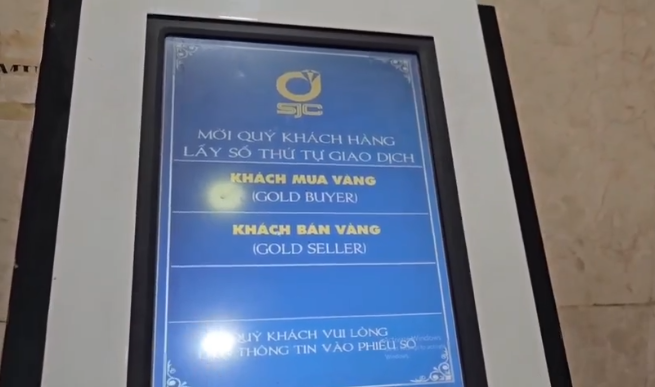 SJC
MỜI QUÝ KHÁCH HÀNG
LẤY SỐ THỨ TỰ GIAO DỊCH
KHÁCH MUA VÀNG
(GOLD BUYER)
KHÁCH BÁN VÀNG
(GOLD SELLER)
QUÝ KHÁCH VUI LÒNG
THÔNG TIN VÀO PHIẾU SỐ